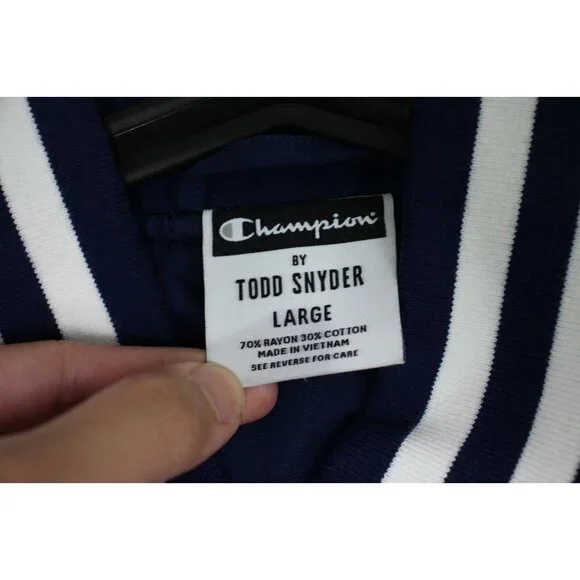 Champion
BY
TODD SNYDER
LARGE
70% RAYON 30% COTTON
MADE IN VIETNAM
SEE REVERSE FOR CARE